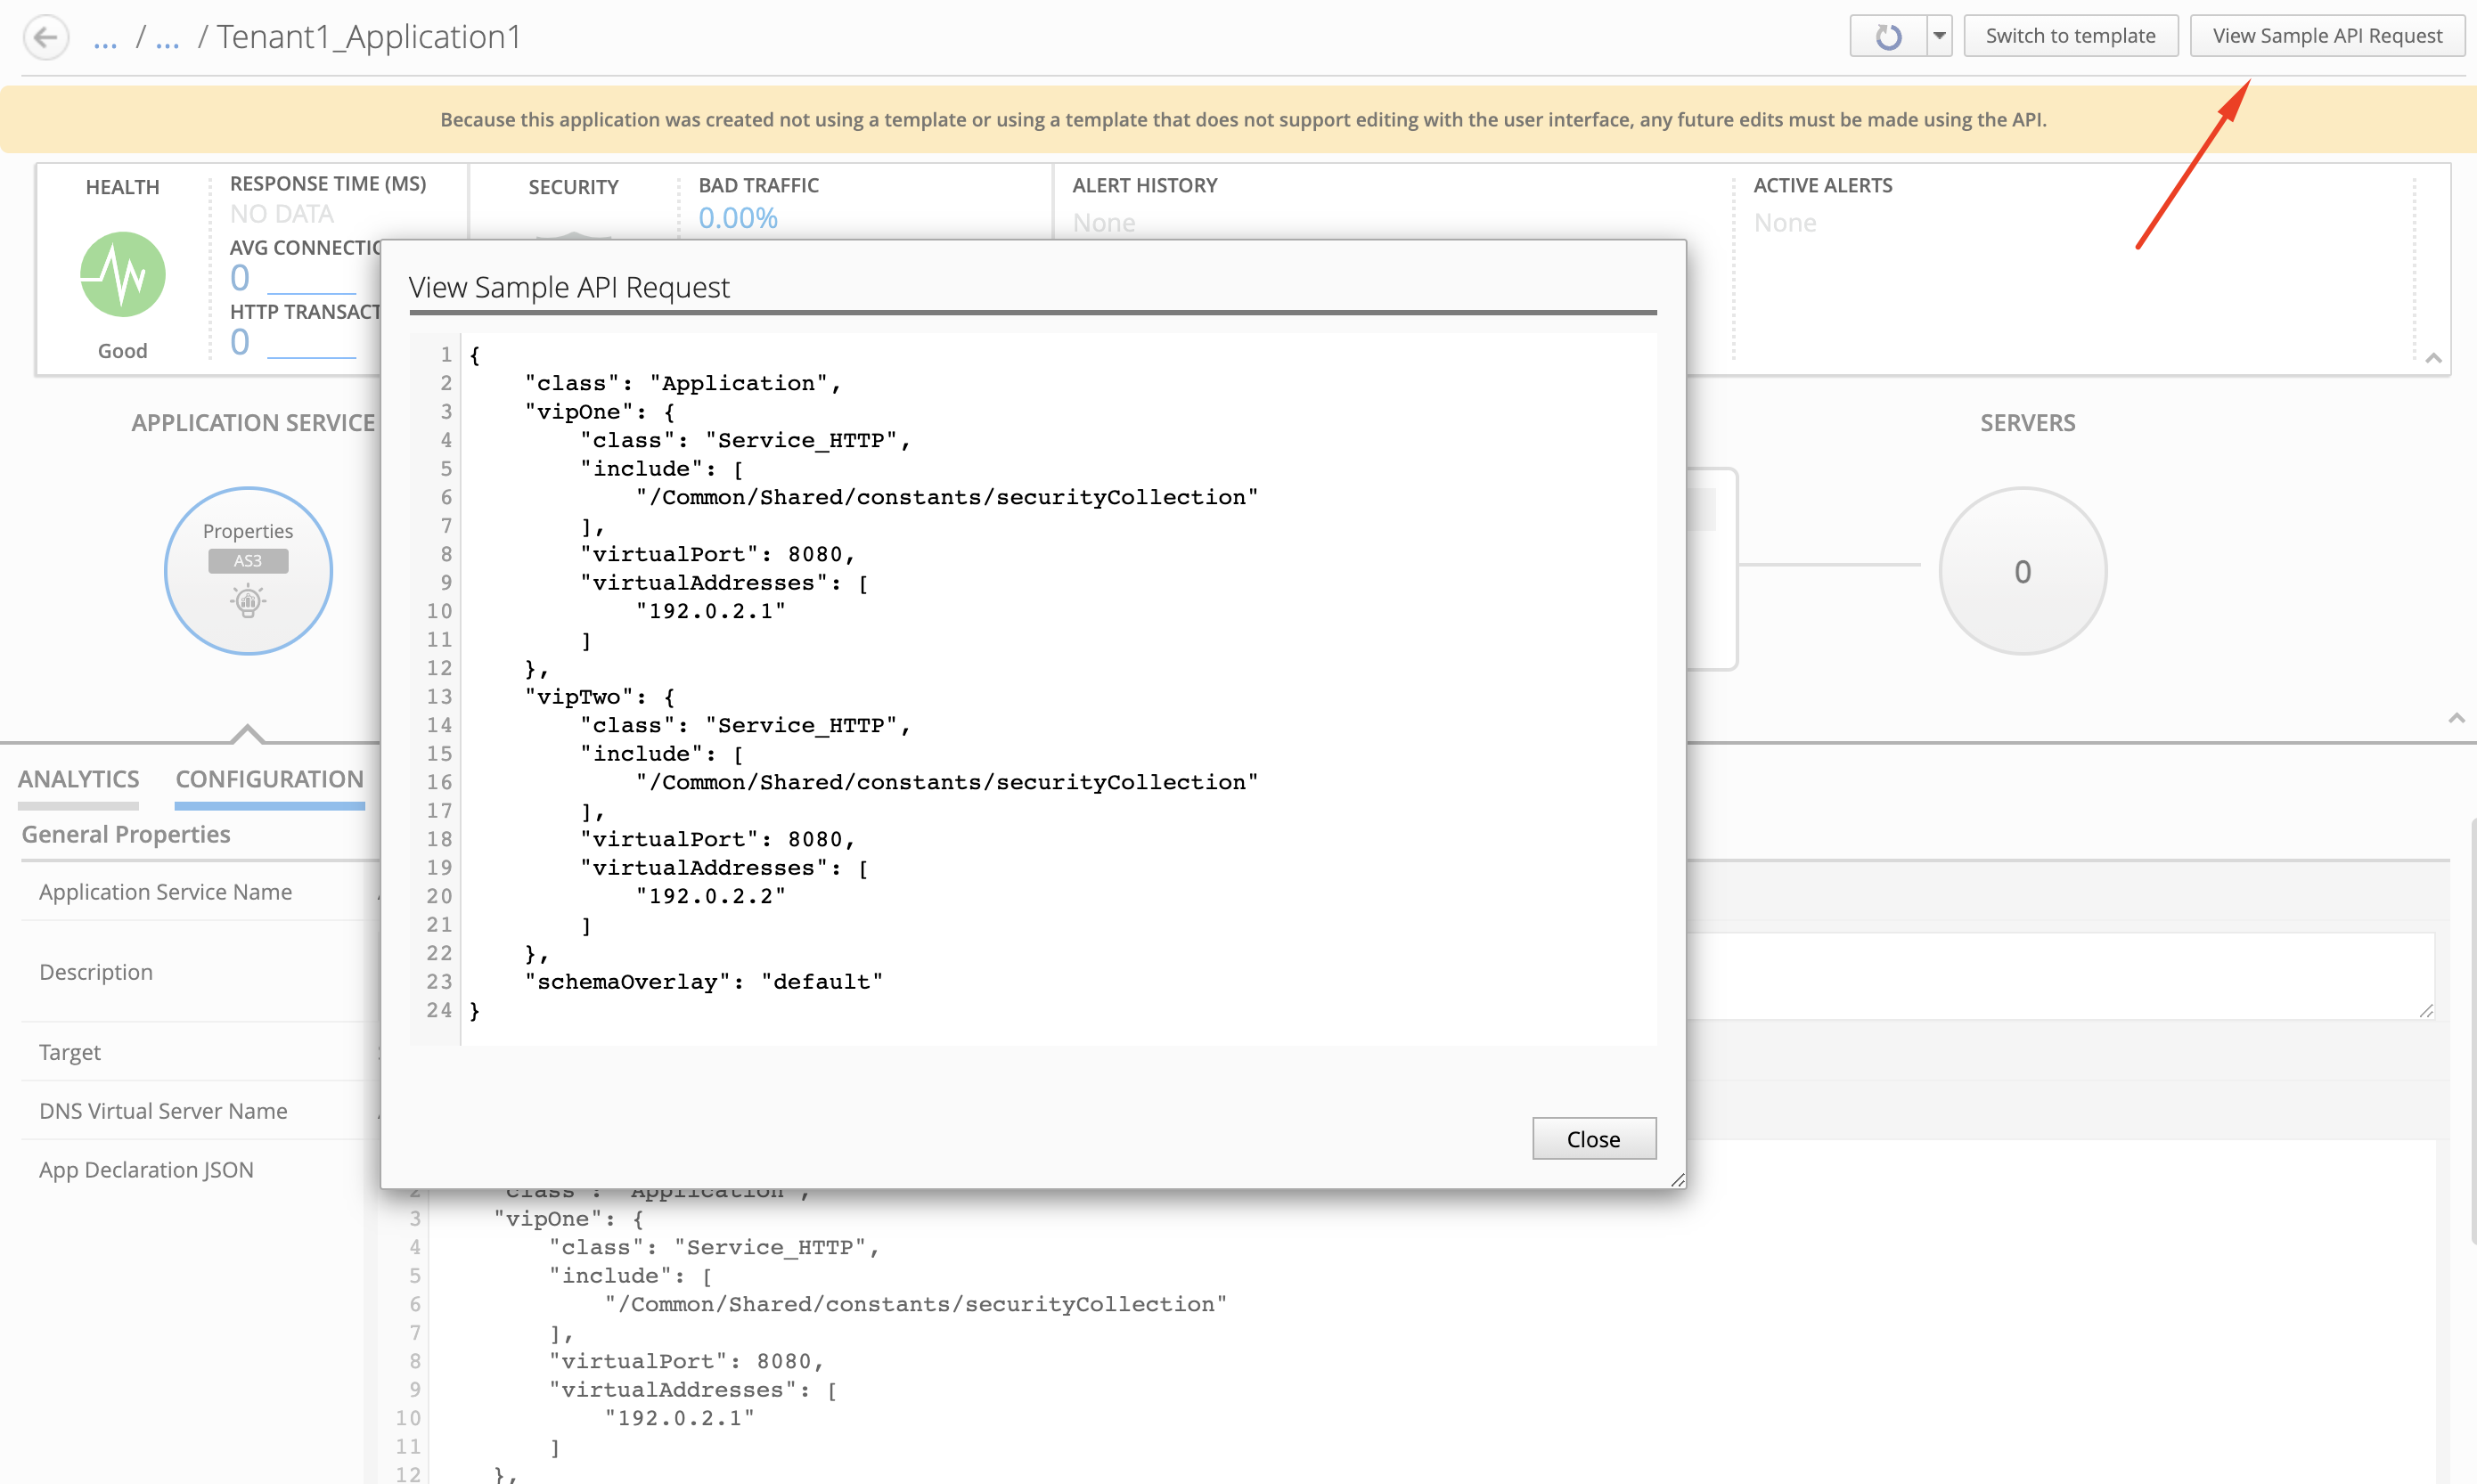 ... / ... / Tenant1_Application1
Switch to template
View Sample API Request
Because this application was created not using a template or using a template that does not support editing with the user interface, any future edits must be made using the API.
HEALTH
Good
RESPONSE TIME (MS)
NO DATA
AVG CONNECTIO
0
HTTP TRANSACT
0
SECURITY
BAD TRAFFIC
0.00%
ALERT HISTORY
None
ACTIVE ALERTS
None
APPLICATION SERVICE
Properties
AS3
SERVERS
0
View Sample API Request
1 {
2     "class": "Application",
3     "vipOne": {
4         "class": "Service_HTTP",
5         "include": [
6             "/Common/Shared/constants/securityCollection"
7         ],
8         "virtualPort": 8080,
9         "virtualAddresses": [
10             "192.0.2.1"
11         ]
12     },
13     "vipTwo": {
14         "class": "Service_HTTP",
15         "include": [
16             "/Common/Shared/constants/securityCollection"
17         ],
18         "virtualPort": 8080,
19         "virtualAddresses": [
20             "192.0.2.2"
21         ]
22     },
23     "schemaOverlay": "default"
24 }
Close
ANALYTICS
CONFIGURATION
General Properties
Application Service Name
Description
Target
DNS Virtual Server Name
App Declaration JSON
2     "class": "Application",
3     "vipOne": {
4         "class": "Service_HTTP",
5         "include": [
6             "/Common/Shared/constants/securityCollection"
7         ],
8         "virtualPort": 8080,
9         "virtualAddresses": [
10             "192.0.2.1"
11         ]
12     },